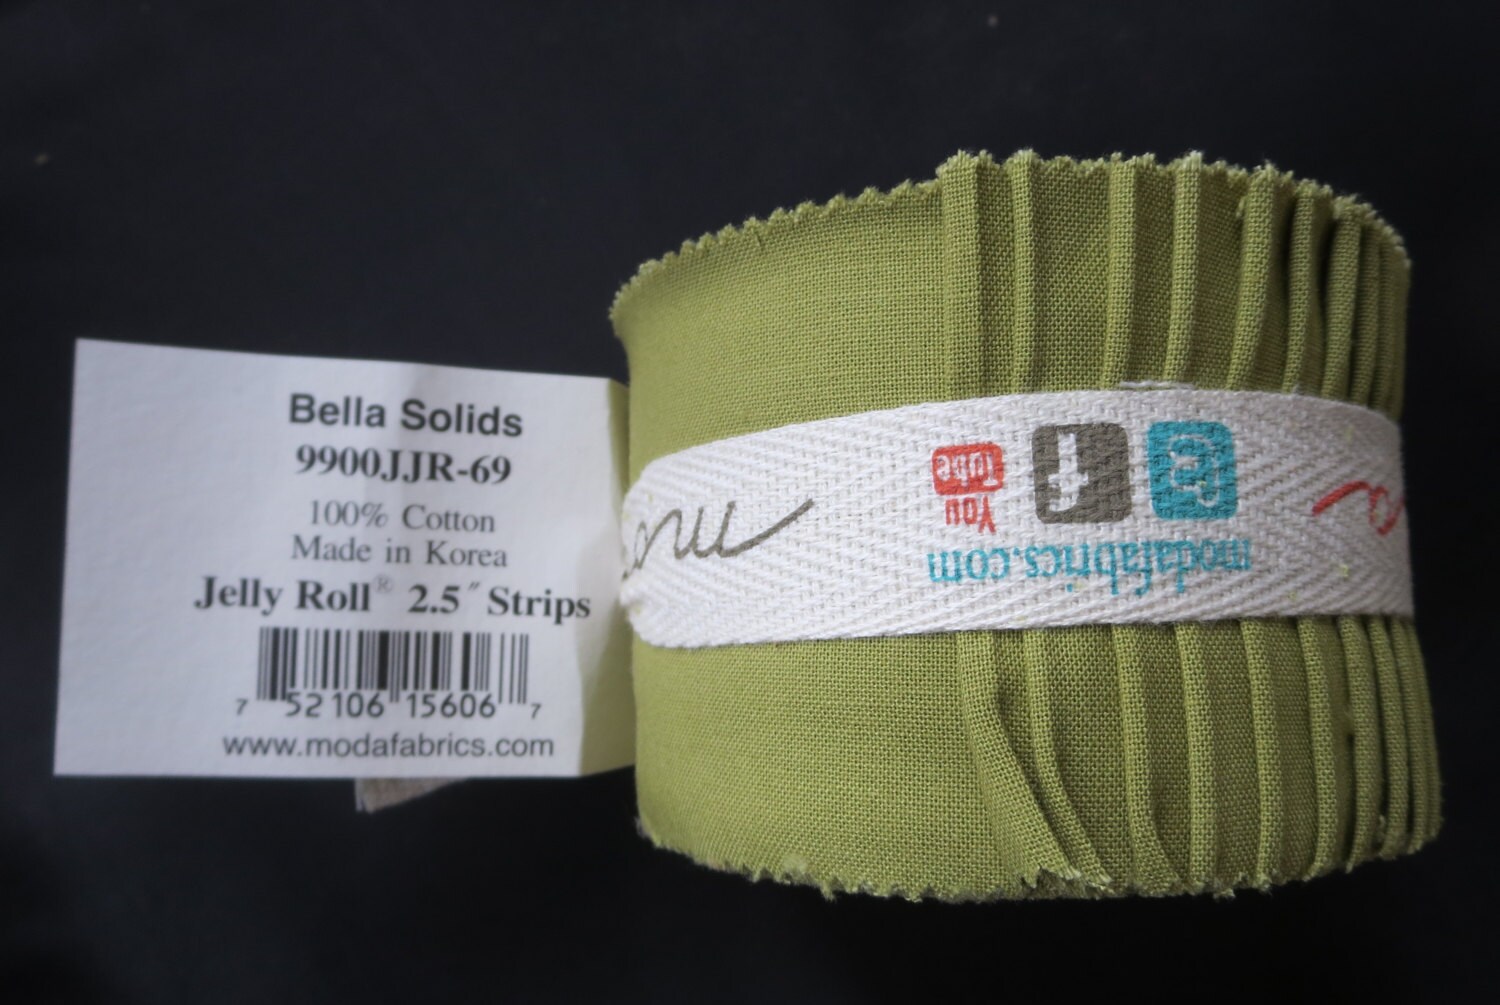 Bella Solids
9900JJR-69
100% Cotton
Made in Korea
Jelly Roll® 2.5" Strips
7 52106 15606 7
www.modafabrics.com
You
Tube
f
modafabrics.com